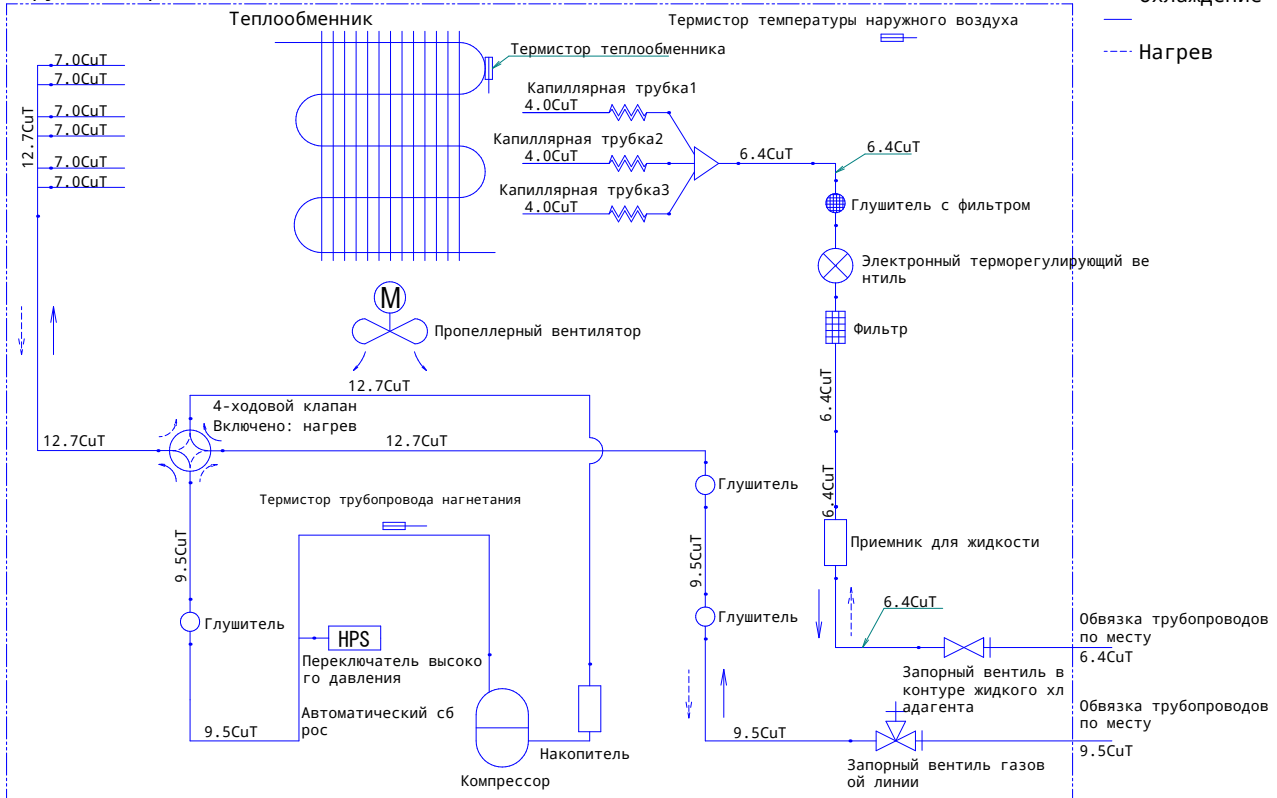 Теплообменник
Термистор температуры наружного воздуха
Нагрев
Термистор теплообменника
7.0CuT
7.0CuT
7.0CuT
7.0CuT
7.0CuT
7.0CuT
12.7CuT
Капиллярная трубка1
4.0CuT
Капиллярная трубка2
4.0CuT
Капиллярная трубка3
4.0CuT
6.4CuT
6.4CuT
Глушитель с фильтром
Электронный терморегулирующий ве
нтиль
Фильтр
M
Пропеллерный вентилятор
12.7CuT
4-ходовой клапан
Включено: нагрев
12.7CuT
12.7CuT
6.4CuT
6.4CuT
Глушитель
Термистор трубопровода нагнетания
9.5CuT
9.5CuT
Приемник для жидкости
6.4CuT
Глушитель
Глушитель
HPS
Переключатель высоко
го давления
Автоматический сб
рос
9.5CuT
Компрессор
Накопитель
9.5CuT
Обвязка трубопроводов
по месту
6.4CuT
Запорный вентиль в
контуре жидкого хл
адагента
Обвязка трубопроводов
по месту
9.5CuT
Запорный вентиль газов
ой линии